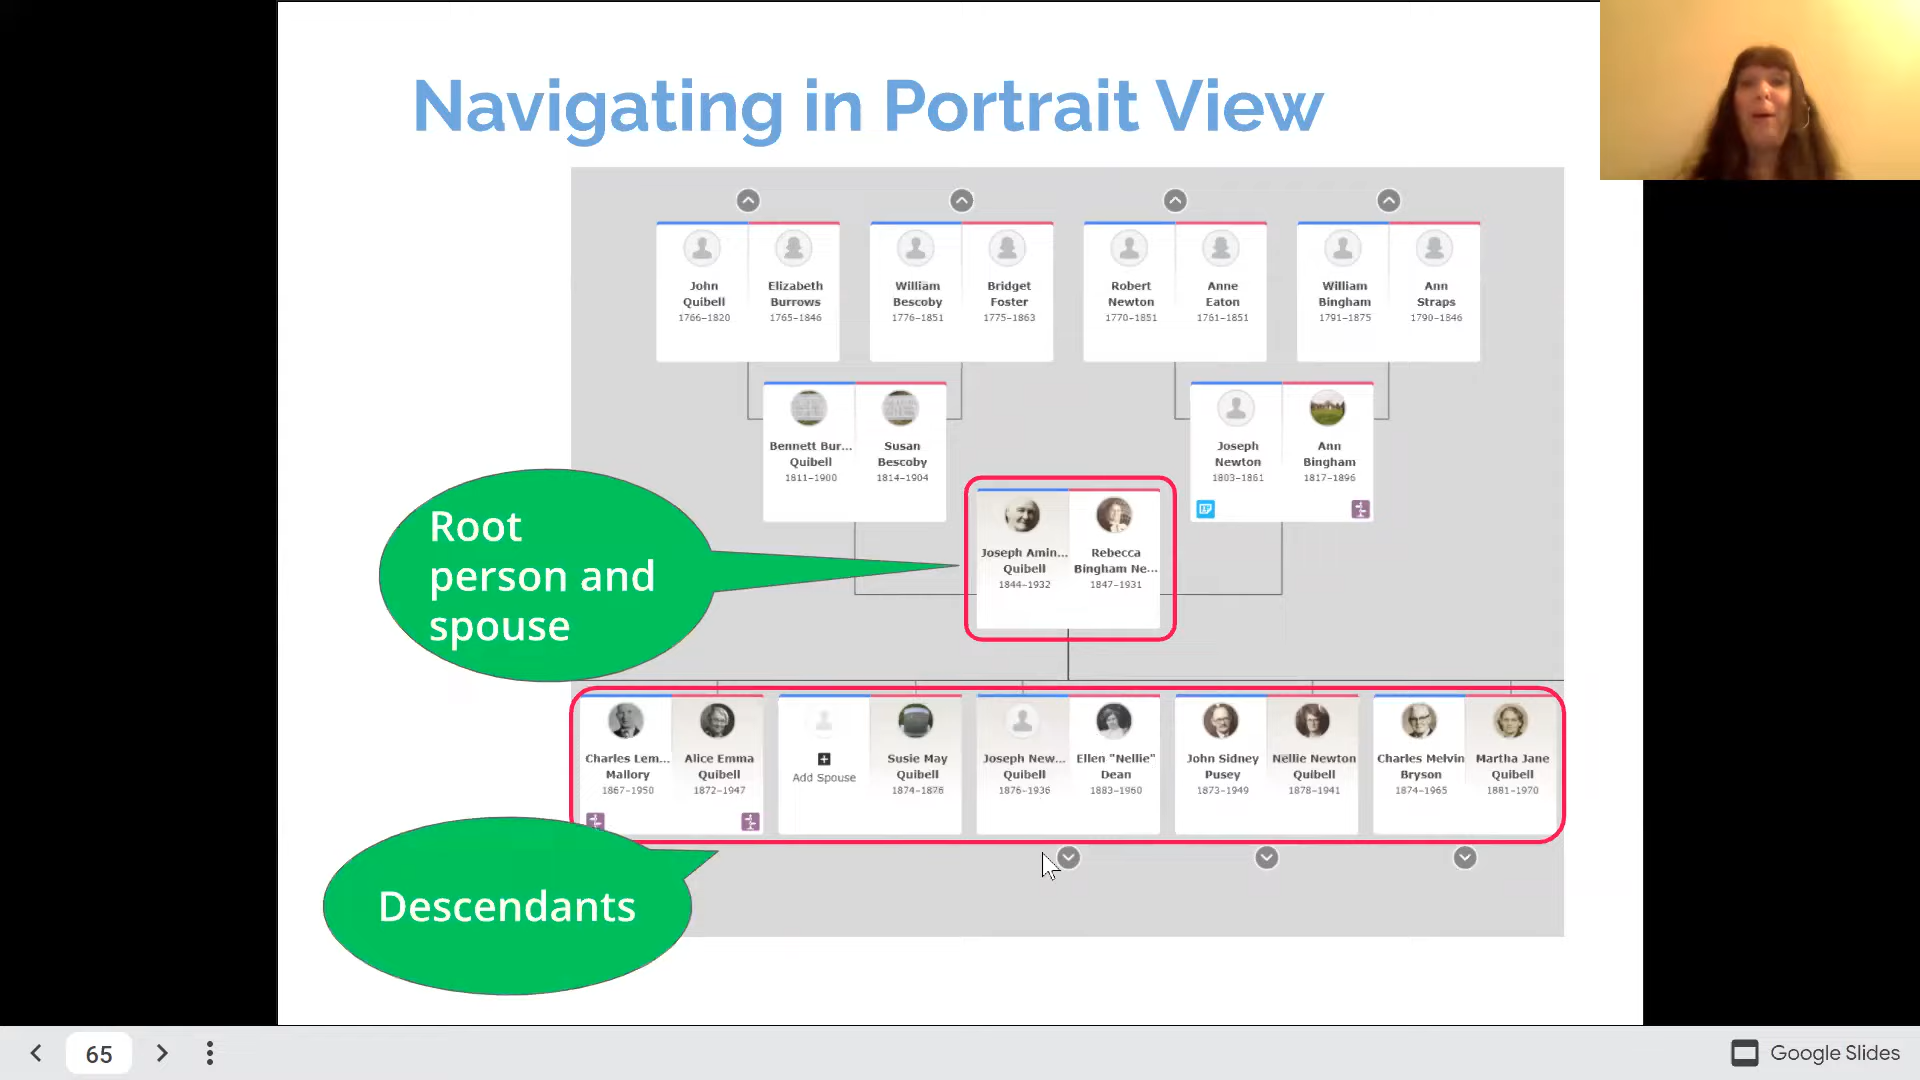 Navigating in Portrait View
John
Quibell
1766–1820
Elizabeth
Burrows
1765–1846
William
Bescoby
1776–1851
Bridget
Foster
1775–1863
Robert
Newton
1770–1851
Anne
Eaton
1761–1851
William
Bingham
1791–1875
Ann
Straps
1790–1846
Bennett Bur...
Quibell
1811–1900
Susan
Bescoby
1814–1904
Joseph
Newton
1803–1861
Ann
Bingham
1817–1896
Root
person and
spouse
Joseph Amin...
Quibell
1844–1932
Rebecca
Bingham Ne...
1847–1931
Charles Lem...
Mallory
1867–1950
Alice Emma
Quibell
1872–1947
Add Spouse
Susie May
Quibell
1874–1876
Joseph New...
Quibell
1876–1936
Ellen "Nellie"
Dean
1883–1960
John Sidney
Pusey
1873–1949
Nellie Newton
Quibell
1878–1941
Charles Melvin
Bryson
1874–1965
Martha Jane
Quibell
1881–1970
Descendants
65
Google Slides